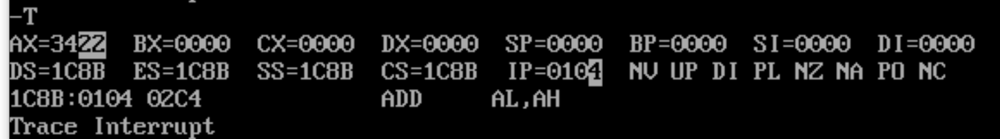 -T
AX=3422 BX=0000 CX=0000 DX=0000 SP=0000 BP=0000 SI=0000 DI=0000
DS=1C8B ES=1C8B SS=1C8B CS=1C8B IP=0104 NV UP DI PL NZ NA PO NC
1C8B:0104 02C4 ADD AL,AH
Trace Interrupt